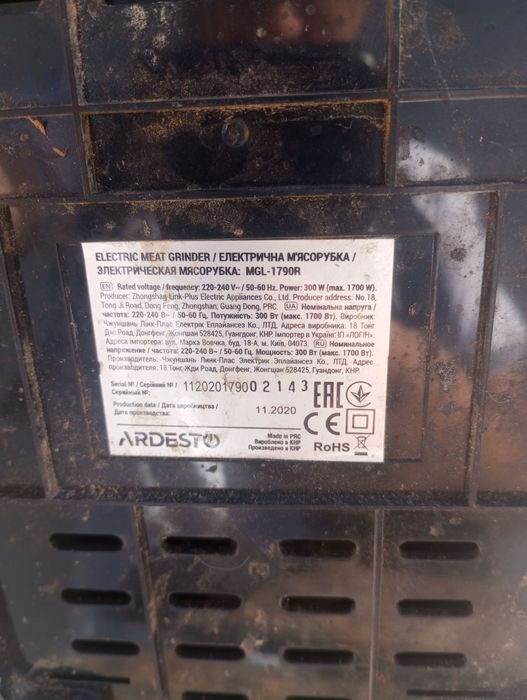 ELECTRIC MEAT GRINDER / ЕЛЕКТРИЧНА М'ЯСОРУБКА /
ЭЛЕКТРИЧЕСКАЯ МЯСОРУБКА: MGL-1790R
EN Rated voltage / frequency: 220-240 V~ / 50-60 Hz. Power: 300 W (max. 1700 W).
Producer: Zhongshan Link-Plus Electric Appliances Co., Ltd. Producer address: No.18,
Tong Ji Road, Dong Feng, Zhongshan, Guang Dong, PRC. UA Номінальна напруга /
частота: 220-240 В~ / 50-60 Гц. Потужність: 300 Вт (макс. 1700 Вт). Виробник:
Чжуншань Линк-Плас Електрик Еплайансез Ко., ЛТД. Адреса виробника: 18 Тонг
Джи Роад, Донгфенг, Жонгшан 528425, Гуандонг, КНР. Імпортер в Україні: ІП «ЛОГІН»
Адреса імпортера: вул. Марка Вовчка, буд. 18-А, м. Київ, 04073. RU Номинальное
напряжение / частота: 220-240 В~ / 50-60 Гц. Мощность: 300 Вт (макс. 1700 Вт).
Производитель: Чжуншань Линк-Плас Электрик Эплайансез Ко., ЛТД. Адрес
производителя: 18 Тонг Жди Роад, Донгфенг, Жонгшан 528425, Гуандонг, КНР.
Serial № / Серійний № /
Серийный №: 112020179002143
EAC
Production data / Дата виробництва /
Дата производства: 11.2020
CE
ARDESTO
Made in PRC
Вироблено в КНР
Произведено в КНР
RoHS